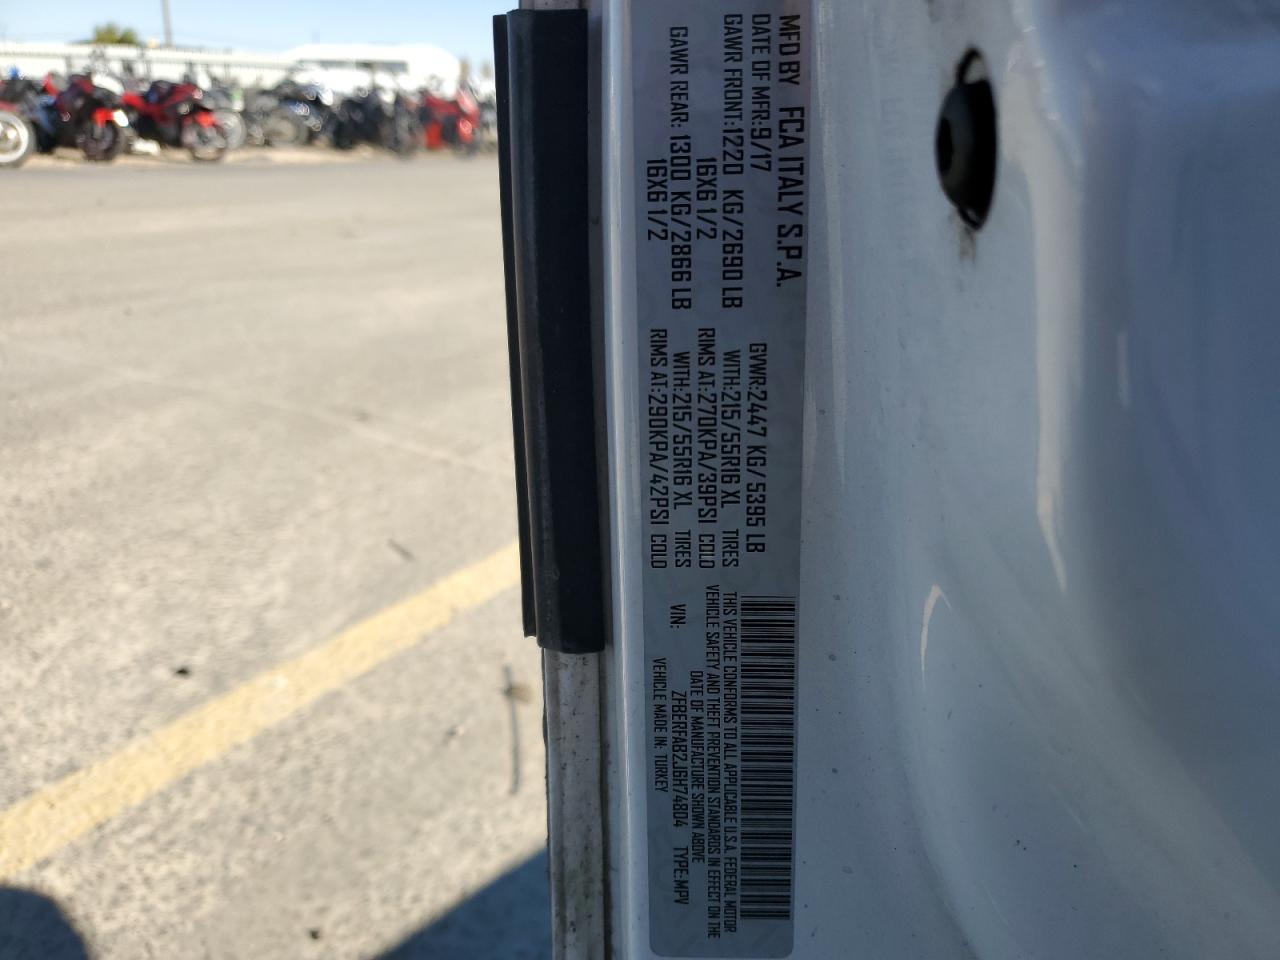 MFD BY FCA ITALY S.P.A.
DATE OF MFR:9/17 GVWR:2447 KG/ 5395 LB
GAWR FRONT:1220 KG/2690 LB WITH:215/55R16 XL TIRES
16X6 1/2 RIMS AT:270KPA/39PSI COLD
GAWR REAR: 1300 KG/2866 LB WITH:215/55R16 XL TIRES
16X6 1/2 RIMS AT:290KPA/42PSI COLD
THIS VEHICLE CONFORMS TO ALL APPLICABLE U.S.A. FEDERAL MOTOR
VEHICLE SAFETY AND THEFT PREVENTION STANDARDS IN EFFECT ON THE
DATE OF MANUFACTURE SHOWN ABOVE
VIN: ZFBERFAB2J6H74804 TYPE:MPV
VEHICLE MADE IN: TURKEY